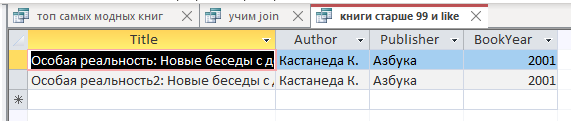 топ самых модных книг учим join книги старше 99 и like
Title Author Publisher BookYear
Особая реальность: Новые беседы с д Кастанеда К. Азбука 2001
Особая реальность2: Новые беседы с Кастанеда К. Азбука 2001